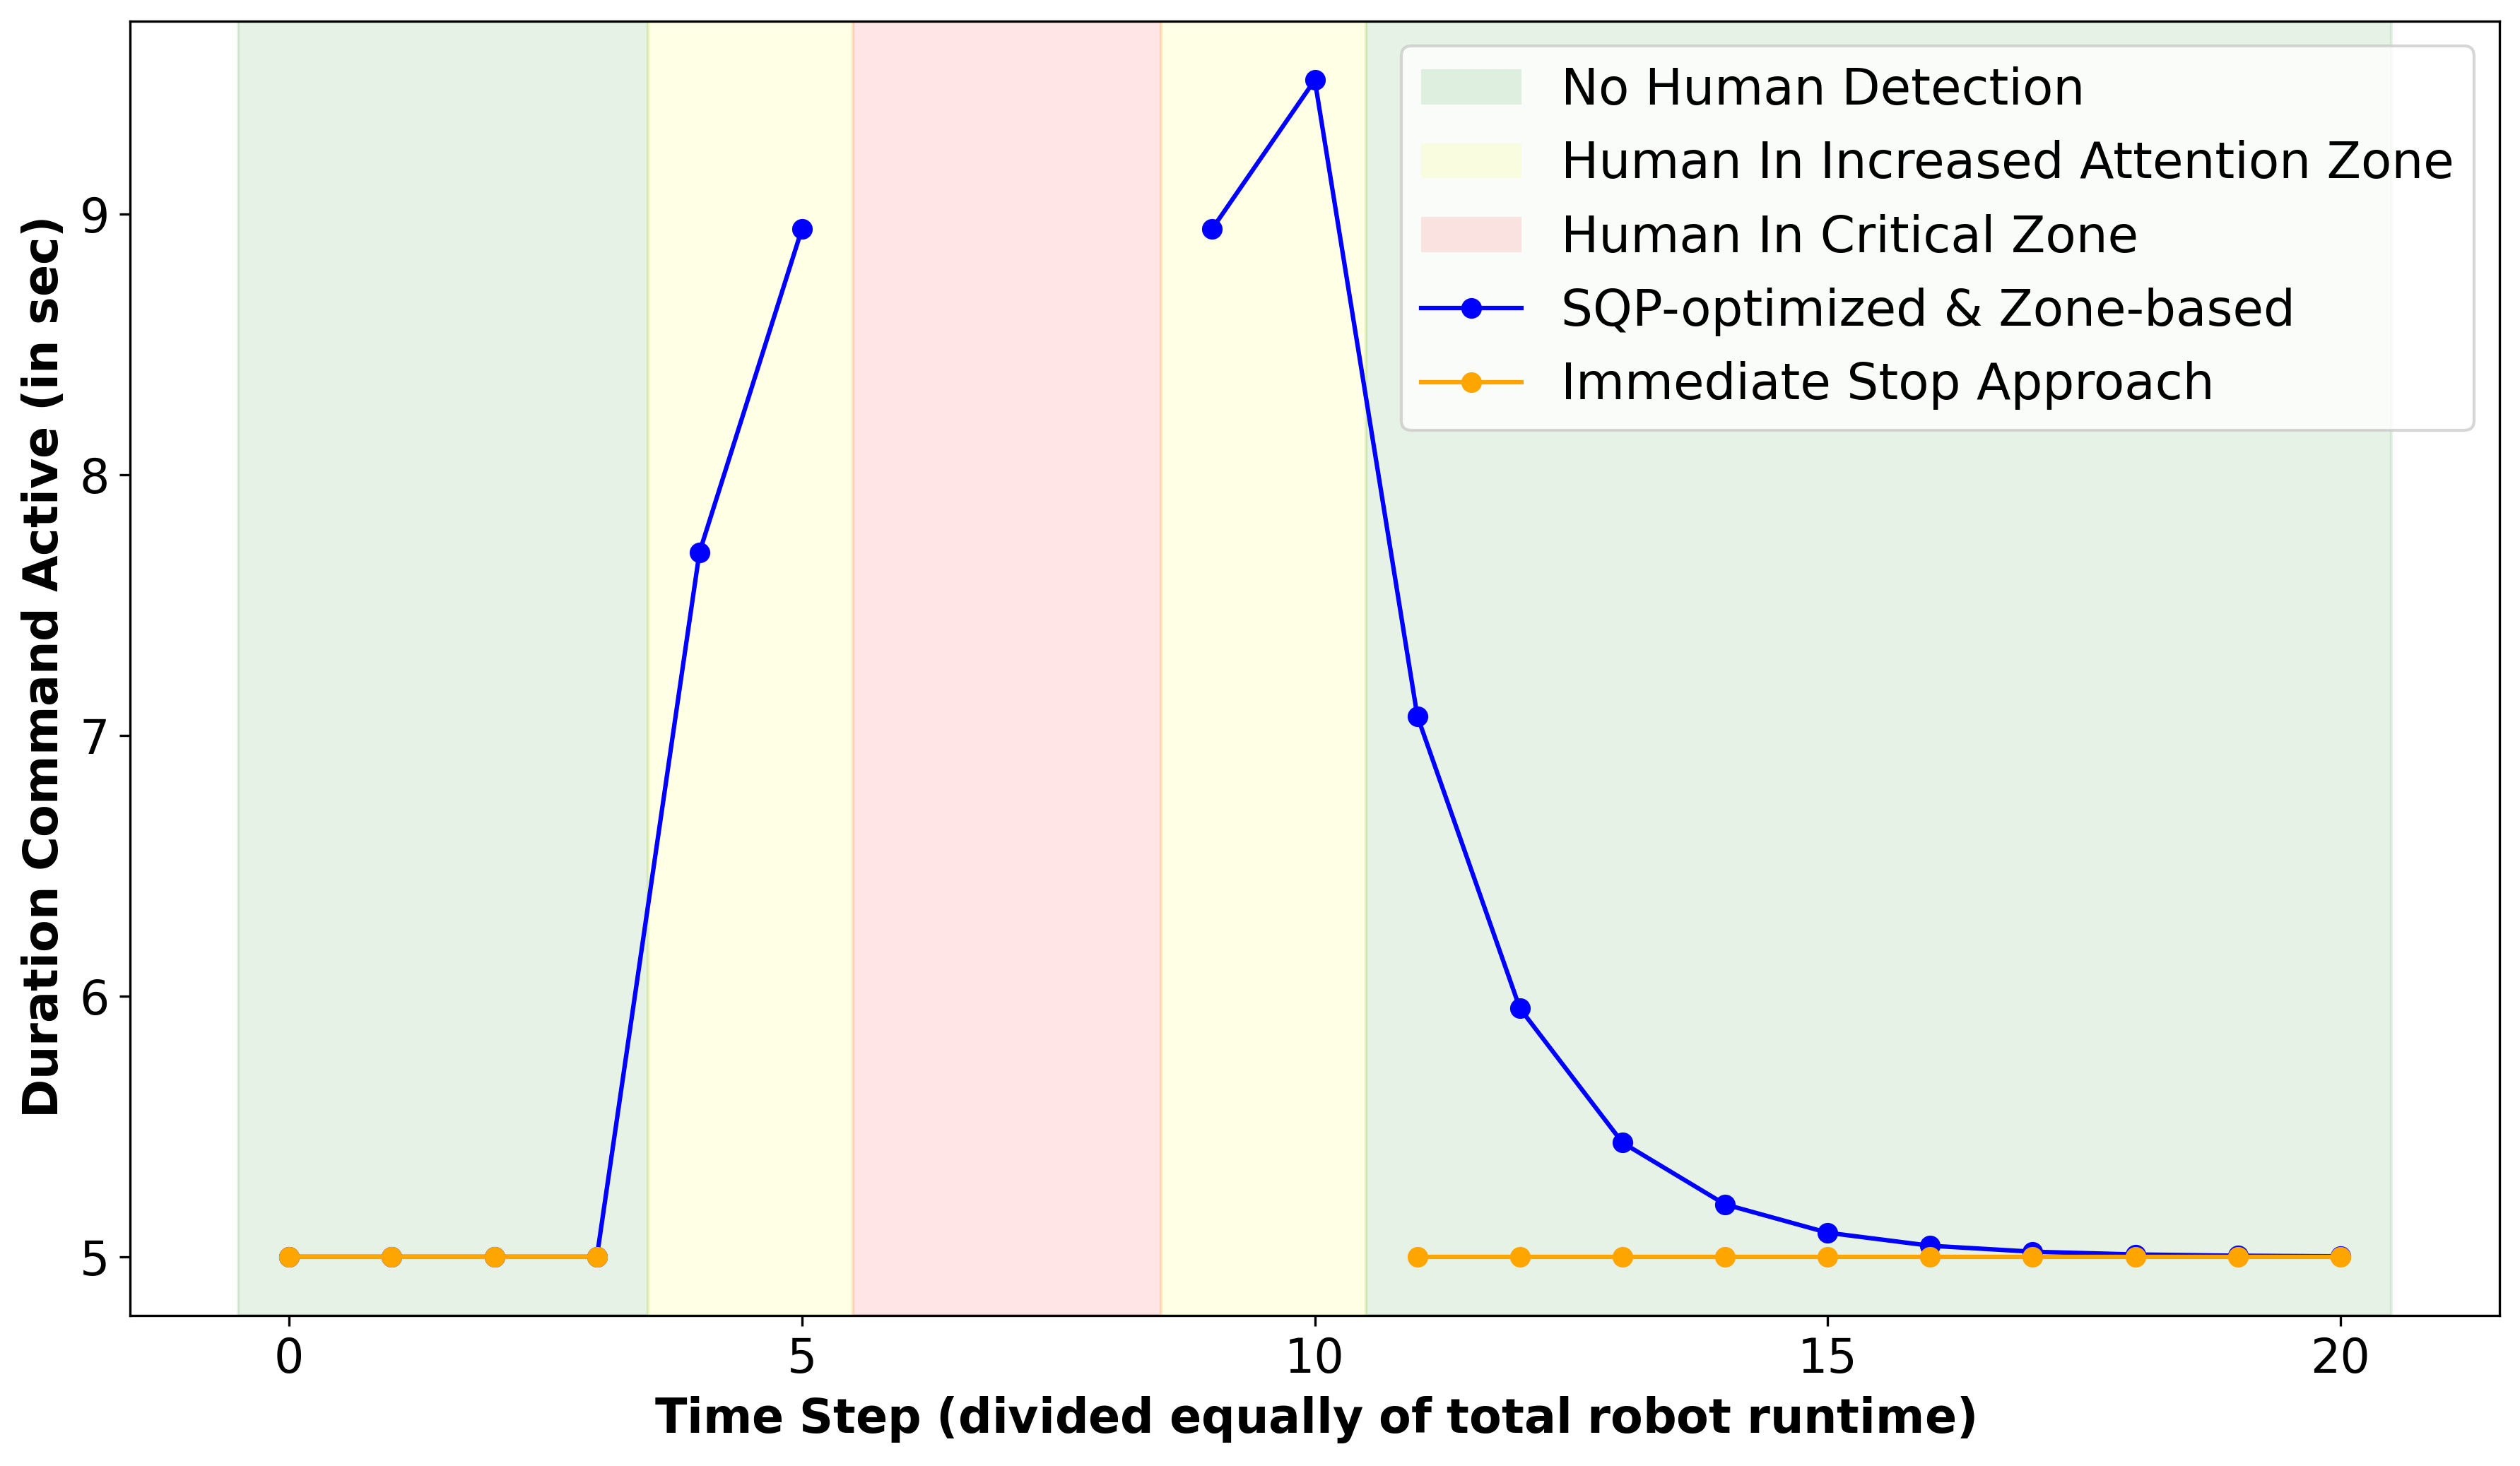 No Human Detection
Human In Increased Attention Zone
Human In Critical Zone
SQP-optimized & Zone-based
Immediate Stop Approach
Duration Command Active (in sec)
9
8
7
6
5
0 5 10 15 20
Time Step (divided equally of total robot runtime)